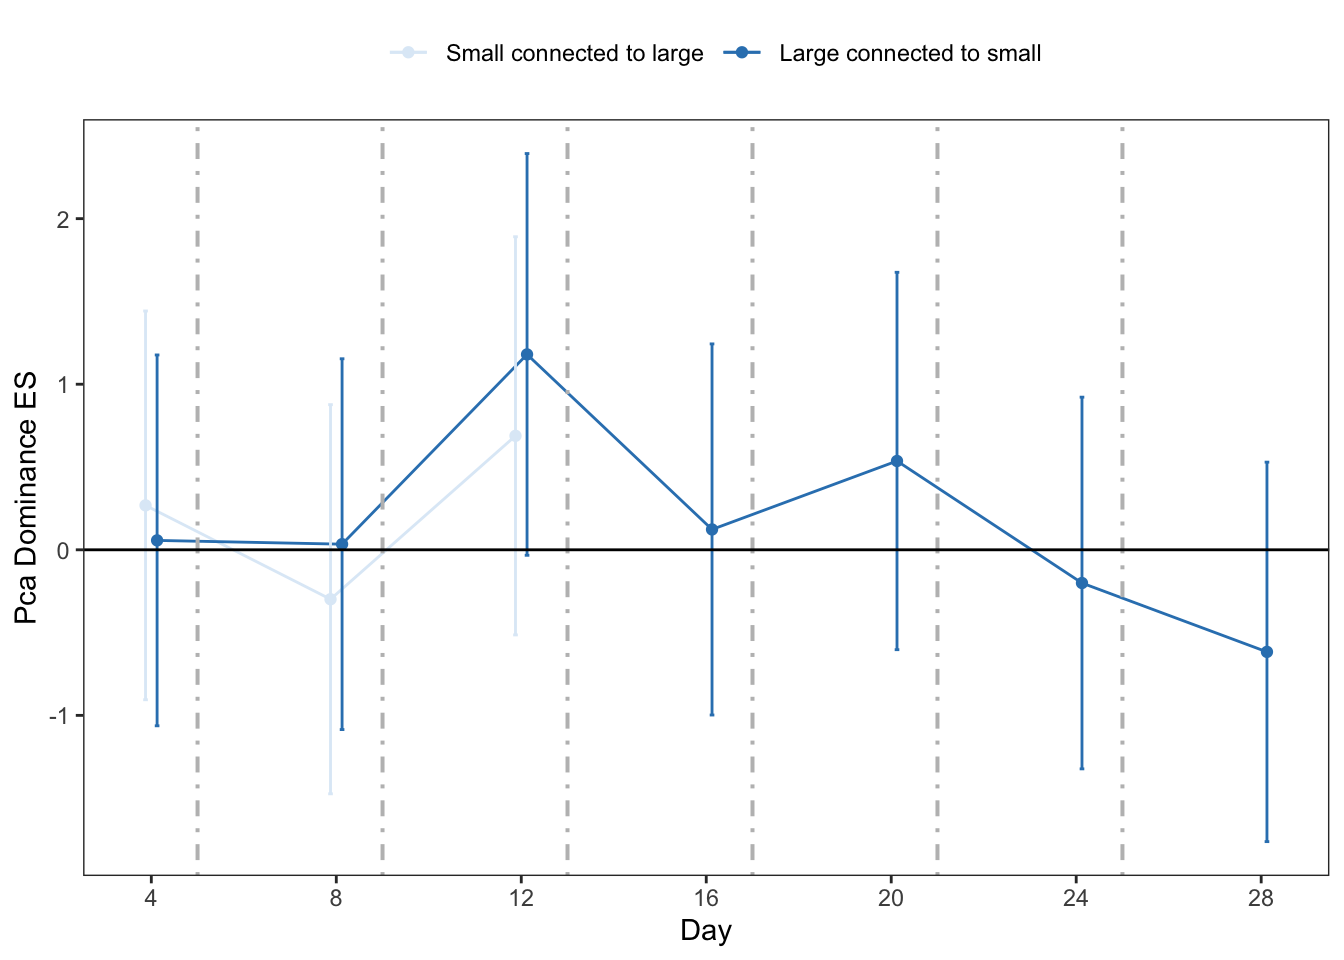 Small connected to large Large connected to small
Pca Dominance ES
2
1
0
-1
4 8 12 16 20 24 28
Day